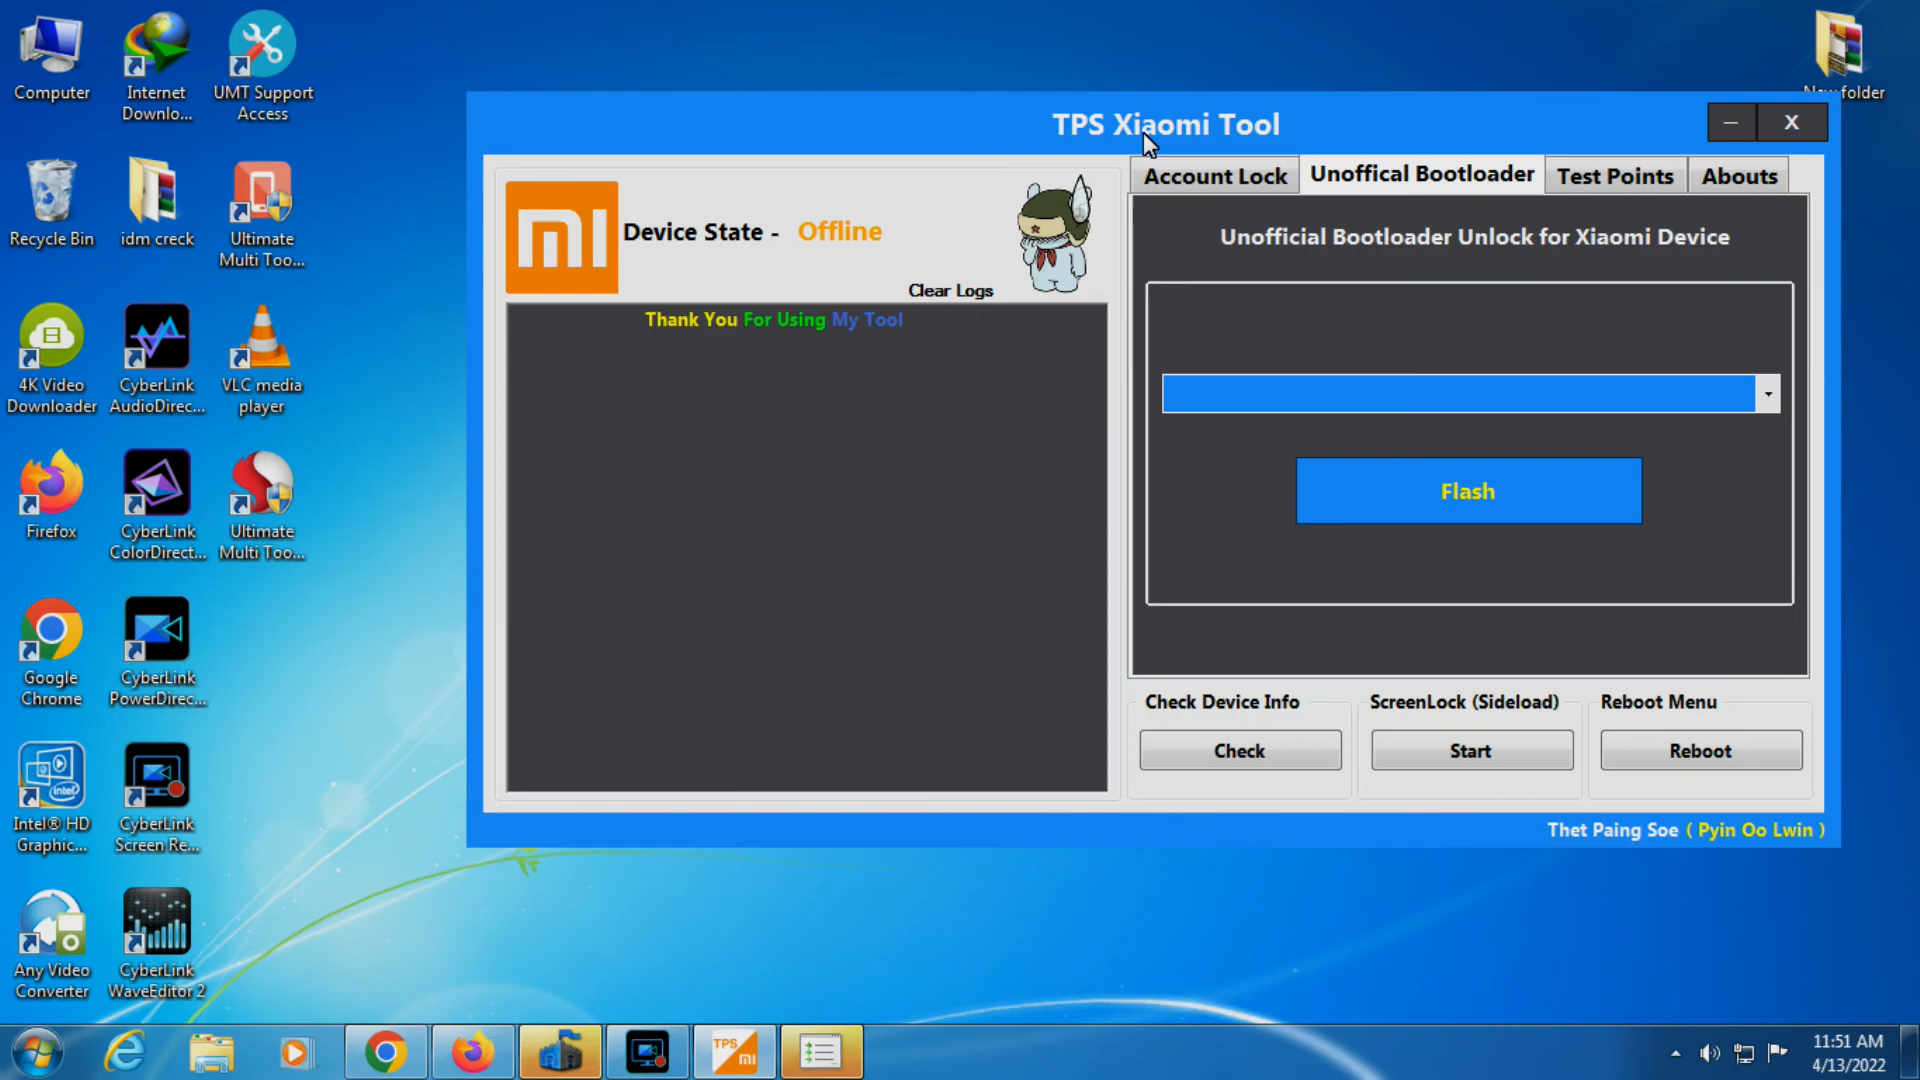 Computer
Internet
Downlo...
UMT Support
Access
Recycle Bin
idm creck
Ultimate
Multi Too...
4K Video
Downloader
CyberLink
AudioDirec...
VLC media
player
Firefox
CyberLink
ColorDirect...
Ultimate
Multi Too...
Google
Chrome
CyberLink
PowerDirec...
Intel® HD
Graphic...
CyberLink
Screen Re...
Any Video
Converter
CyberLink
WaveEditor 2
folder
TPS Xiaomi Tool
X
Device State - Offline
Clear Logs
Thank You For Using My Tool
Account Lock
Unoffical Bootloader
Test Points
Abouts
Unofficial Bootloader Unlock for Xiaomi Device
Flash
Check Device Info
Check
ScreenLock (Sideload)
Start
Reboot Menu
Reboot
Thet Paing Soe ( Pyin Oo Lwin )
TPS
11:51 AM
4/13/2022